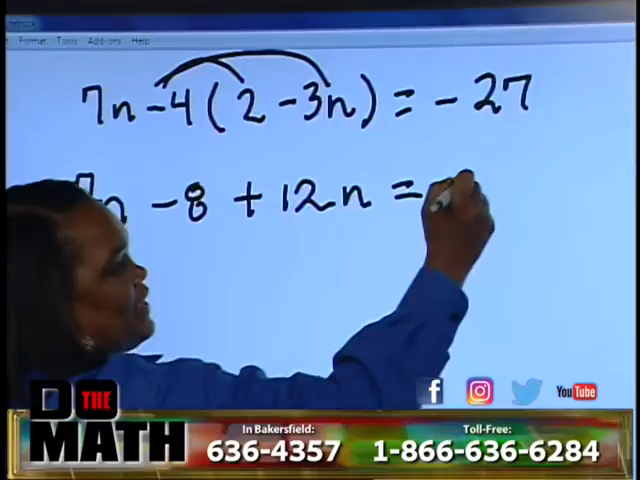 Format Tools Add-ons Help
7n - 4(2 - 3n) = - 27
7n - 8 + 12n =
f YouTube
DO THE MATH
In Bakersfield: 636-4357
Toll-Free: 1-866-636-6284